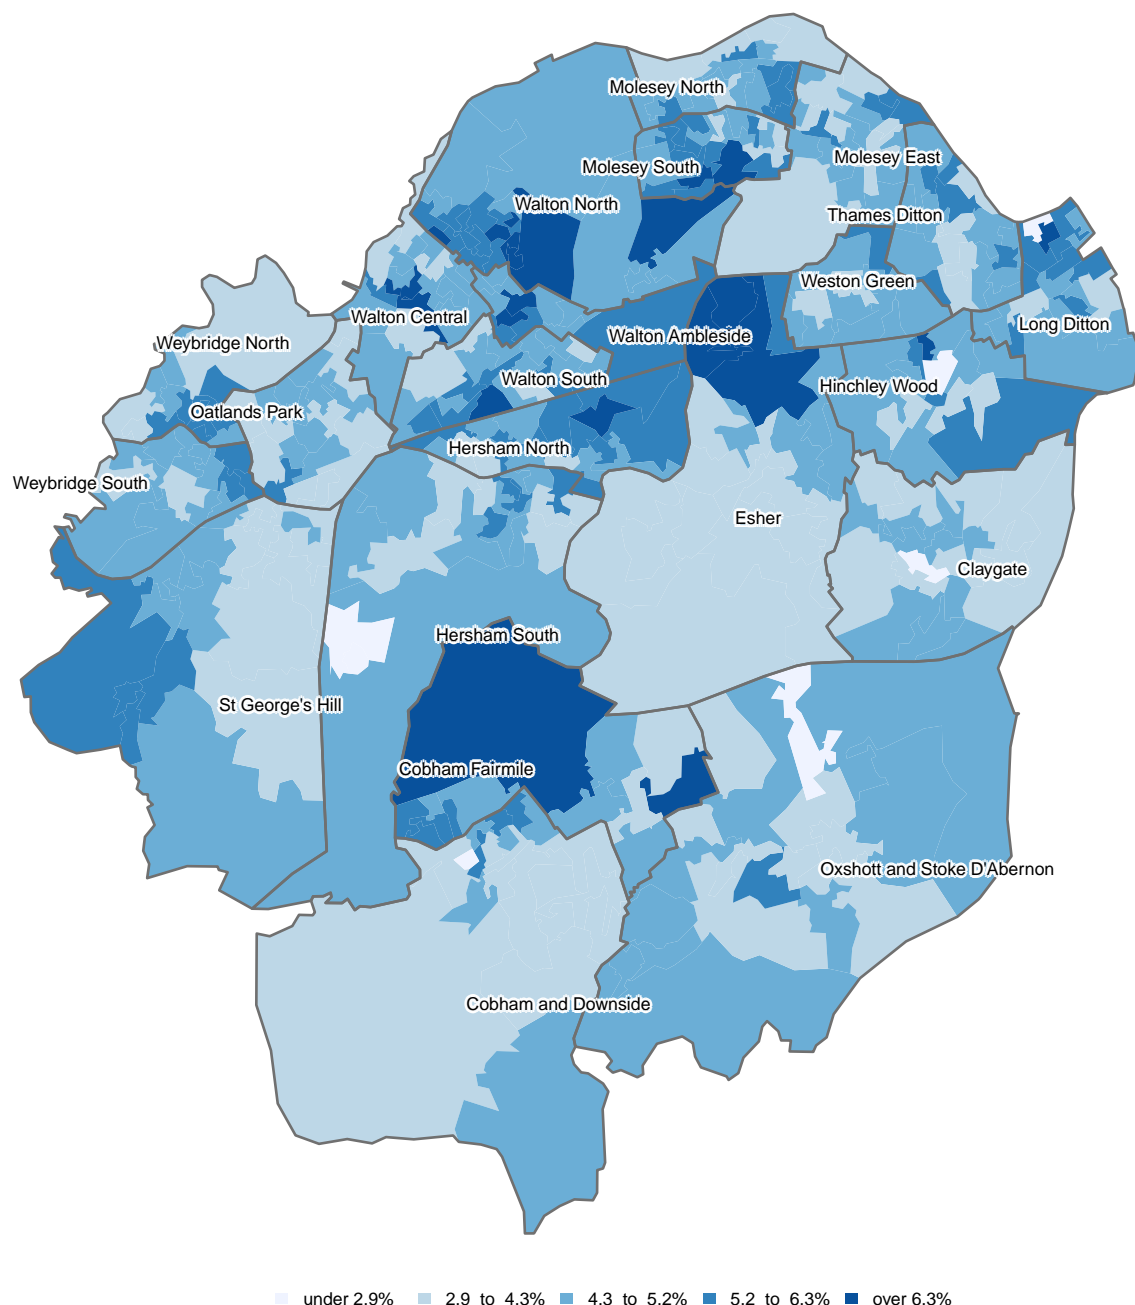 Molesey North
Molesey East
Molesey South
Walton North
Thames Ditton
Weston Green
Walton Central
Long Ditton
Walton Ambleside
Weybridge North
Walton South
Hinchley Wood
Oatlands Park
Hersham North
Weybridge South
Esher
Claygate
Hersham South
St George's Hill
Cobham Fairmile
Oxshott and Stoke D'Abernon
Cobham and Downside
under 2.9% 2.9 to 4.3% 4.3 to 5.2% 5.2 to 6.3% over 6.3%